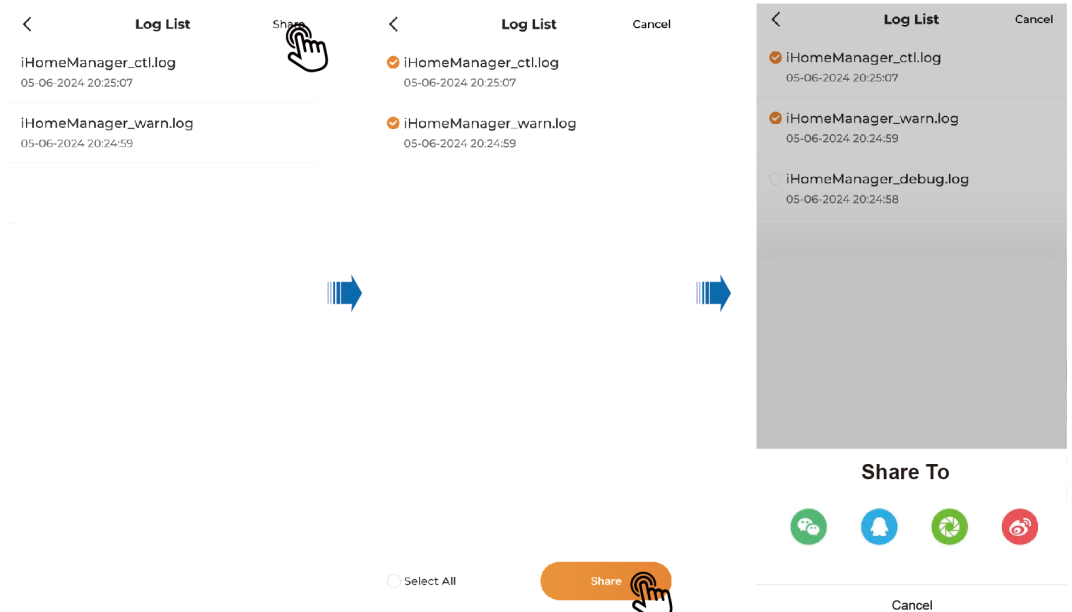 Log List
Share
iHomeManager_ctl.log
05-06-2024 20:25:07
iHomeManager_warn.log
05-06-2024 20:24:59
Log List
Cancel
iHomeManager_ctl.log
05-06-2024 20:25:07
iHomeManager_warn.log
05-06-2024 20:24:59
Select All
Share
Log List
Cancel
iHomeManager_ctl.log
05-06-2024 20:25:07
iHomeManager_warn.log
05-06-2024 20:24:59
iHomeManager_debug.log
05-06-2024 20:24:58
Share To
Cancel